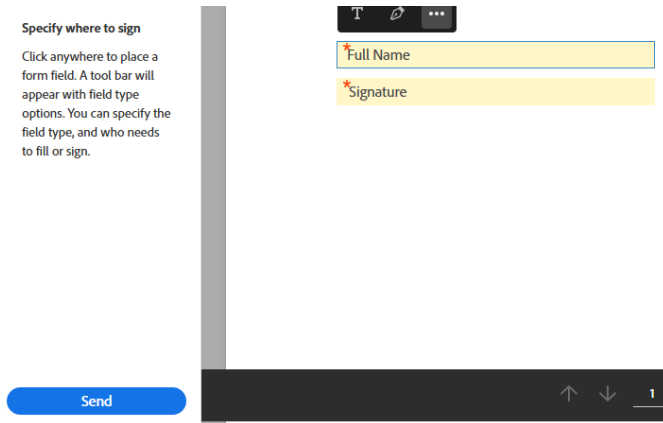 Specify where to sign
Click anywhere to place a
form field. A tool bar will
appear with field type
options. You can specify the
field type, and who needs
to fill or sign.
T
*Full Name
*Signature
Send
1